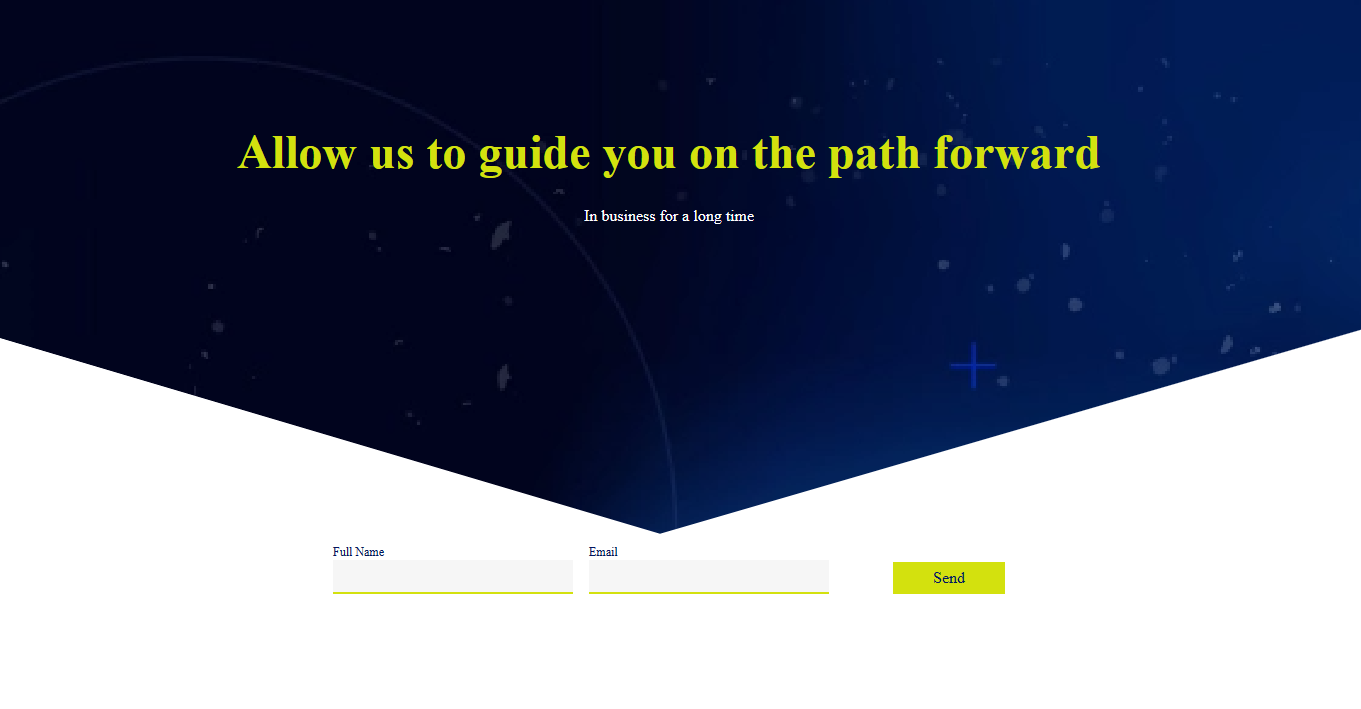 Allow us to guide you on the path forward
In business for a long time
Full Name
Email
Send